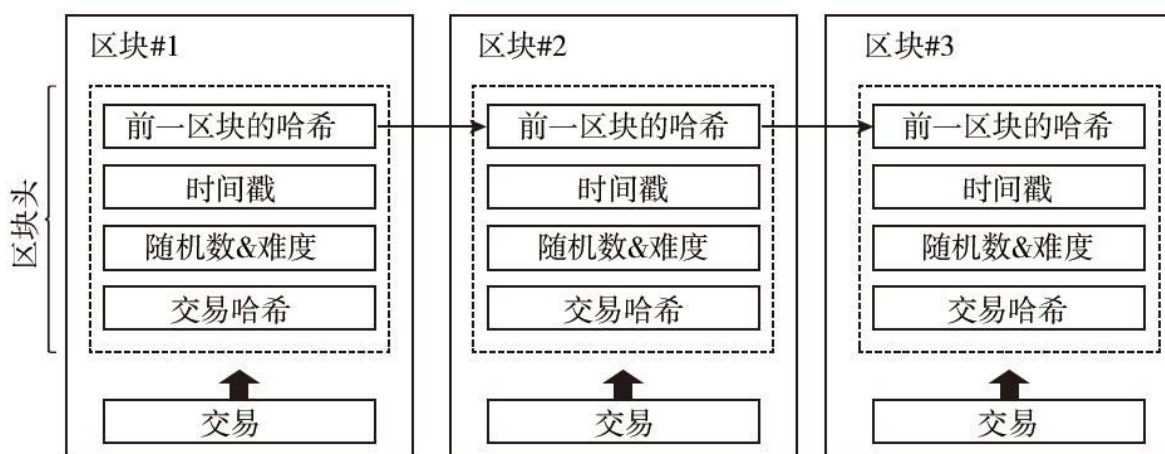 区块#1
前一区块的哈希
时间戳
随机数&难度
交易哈希
交易
区块#2
前一区块的哈希
时间戳
随机数&难度
交易哈希
交易
区块#3
前一区块的哈希
时间戳
随机数&难度
交易哈希
交易
区块头